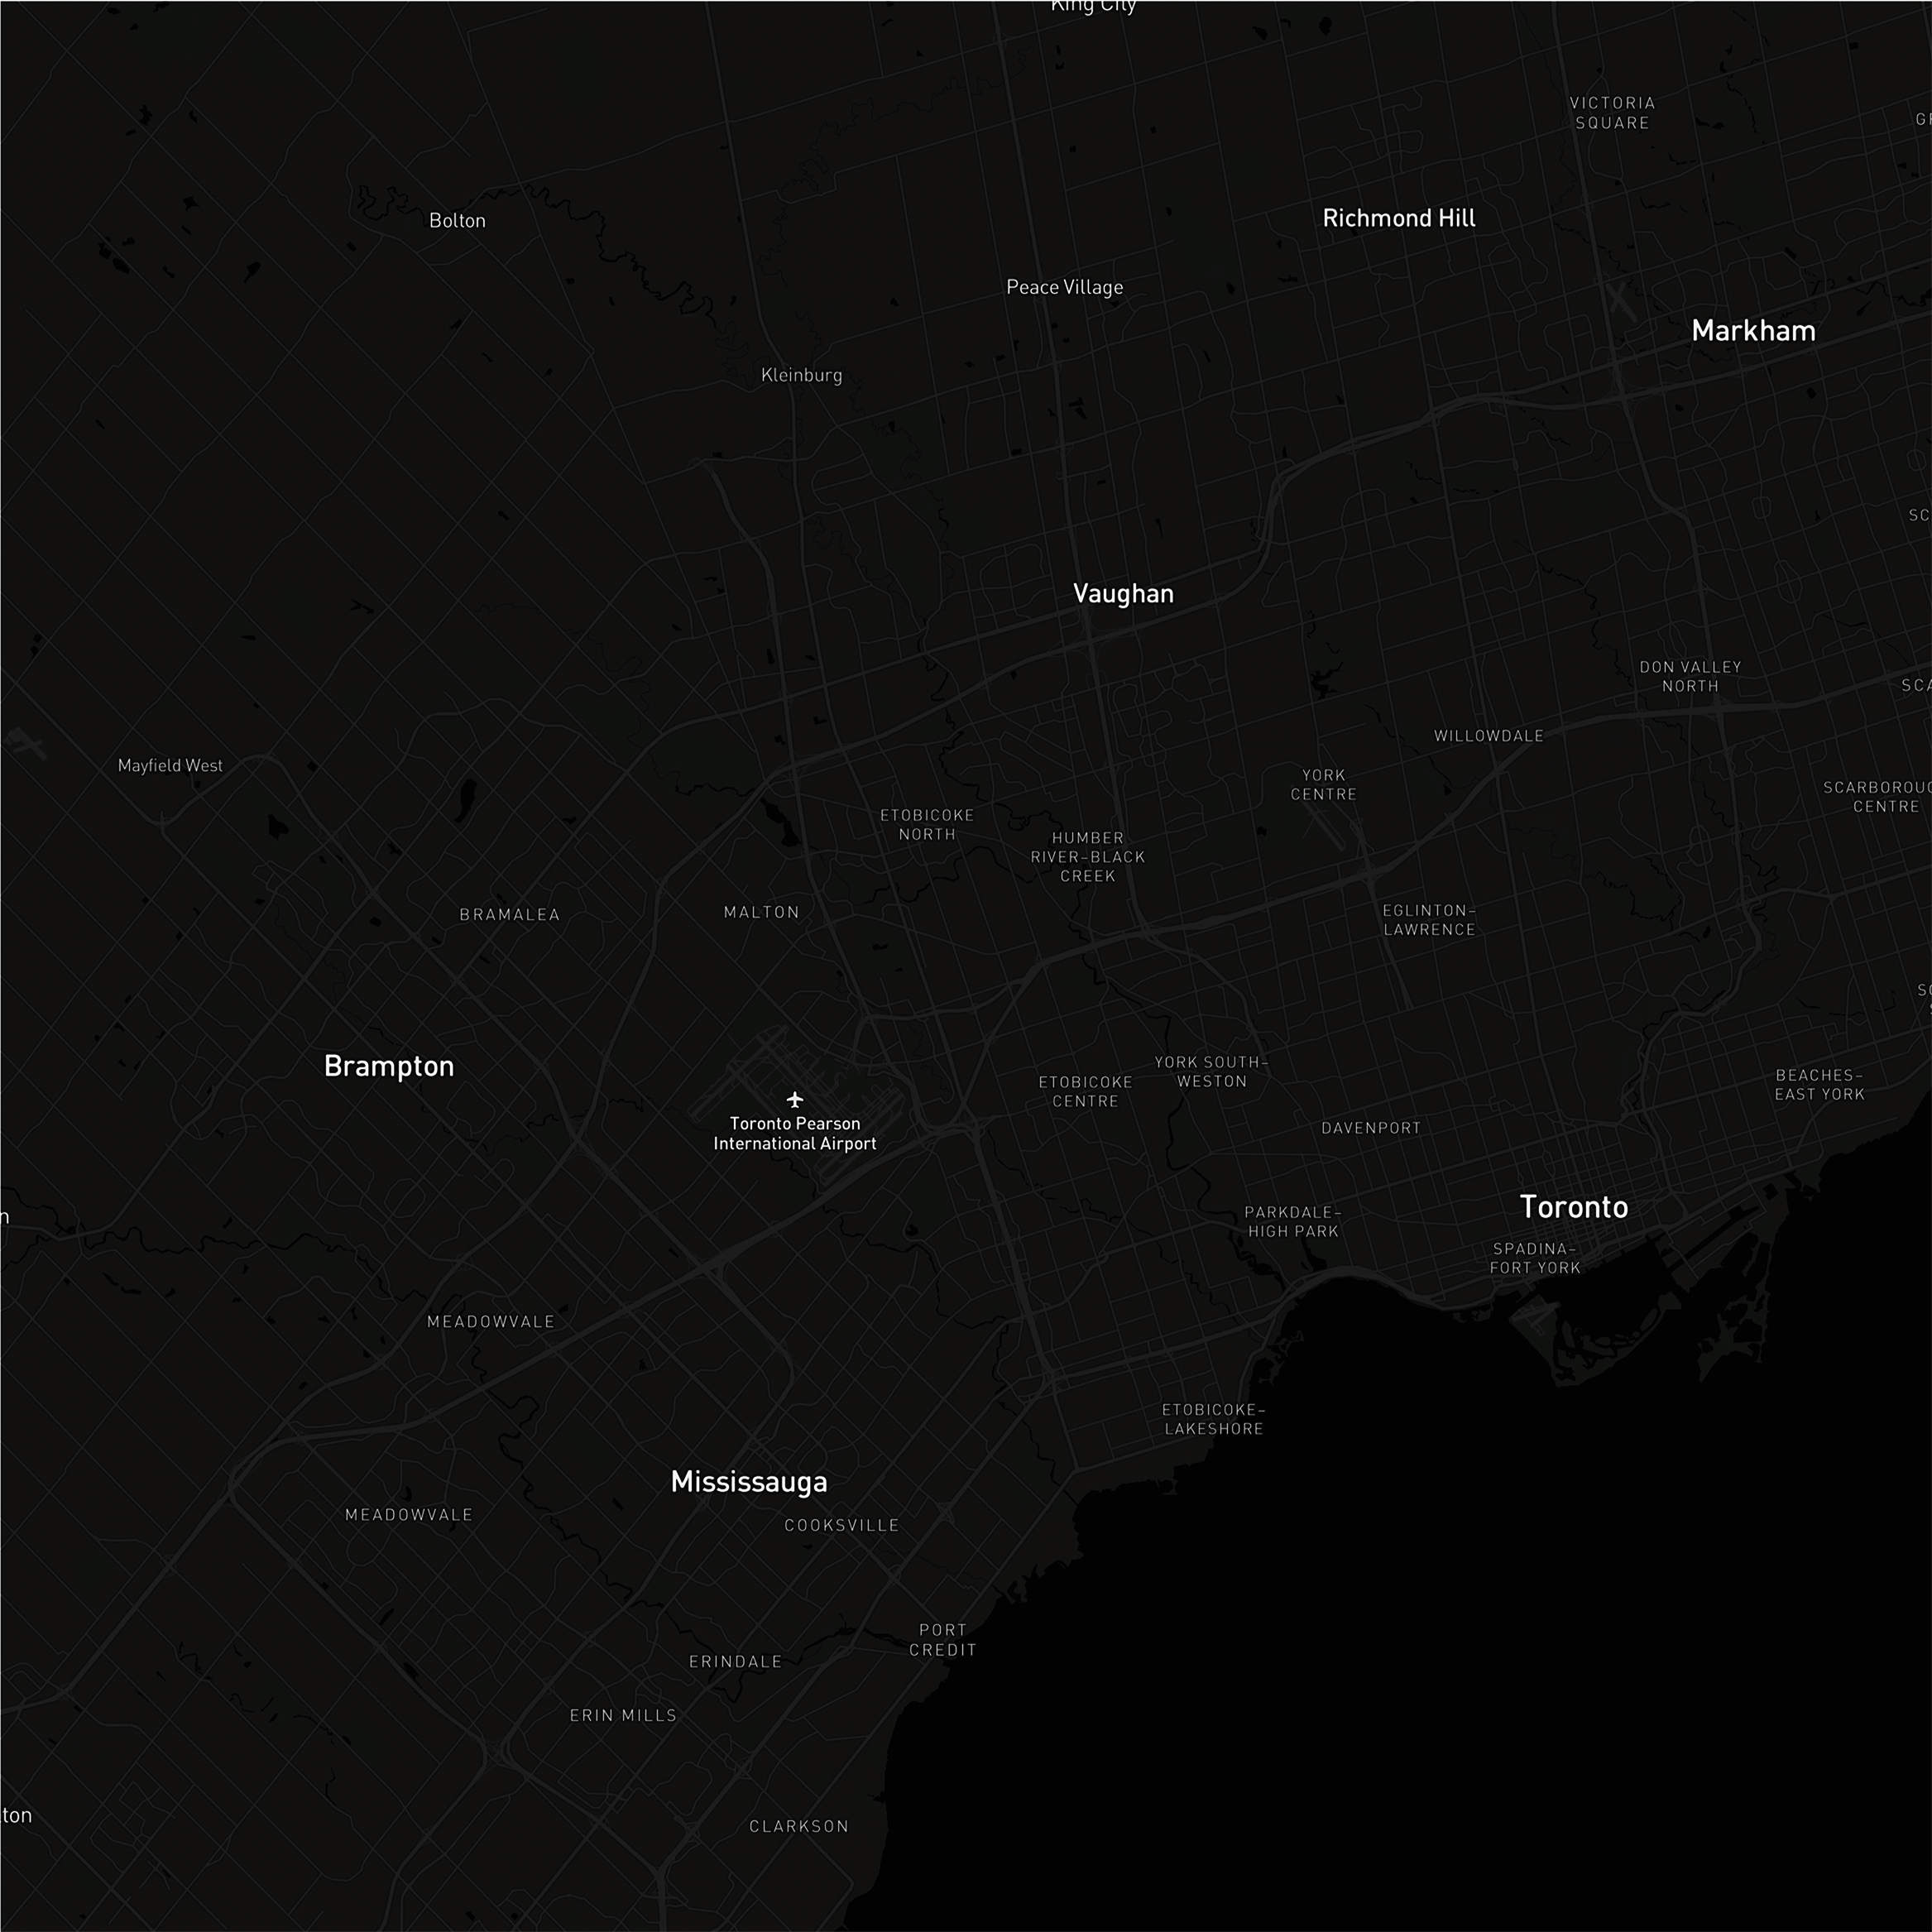 King City
VICTORIA
SQUARE
Bolton
Richmond Hill
Peace Village
Markham
Kleinburg
SC
Vaughan
DON VALLEY
NORTH
SCA
WILLOWDALE
Mayfield West
YORK
CENTRE
SCARBOROUG
CENTRE
ETOBICOKE
NORTH
HUMBER
RIVER–BLACK
CREEK
BRAMALEA
MALTON
EGLINTON–
LAWRENCE
Brampton
YORK SOUTH–
WESTON
ETOBICOKE
CENTRE
BEACHES–
EAST YORK
Toronto Pearson
International Airport
DAVENPORT
n
PARKDALE–
HIGH PARK
Toronto
SPADINA–
FORT YORK
MEADOWVALE
ETOBICOKE–
LAKESHORE
Mississauga
MEADOWVALE
COOKSVILLE
PORT
CREDIT
ERINDALE
ERIN MILLS
ton
CLARKSON